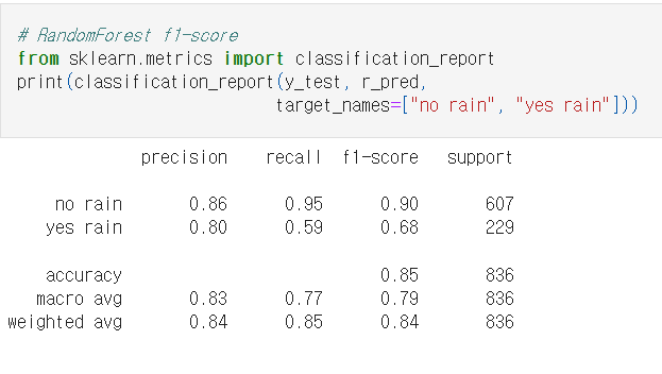 # RandomForest f1-score
from sklearn.metrics import classification_report
print(classification_report(y_test, r_pred,
target_names=["no rain", "yes rain"]))
precision recall f1-score support
no rain 0.86 0.95 0.90 607
yes rain 0.80 0.59 0.68 229
accuracy 0.85 836
macro avg 0.83 0.77 0.79 836
weighted avg 0.84 0.85 0.84 836